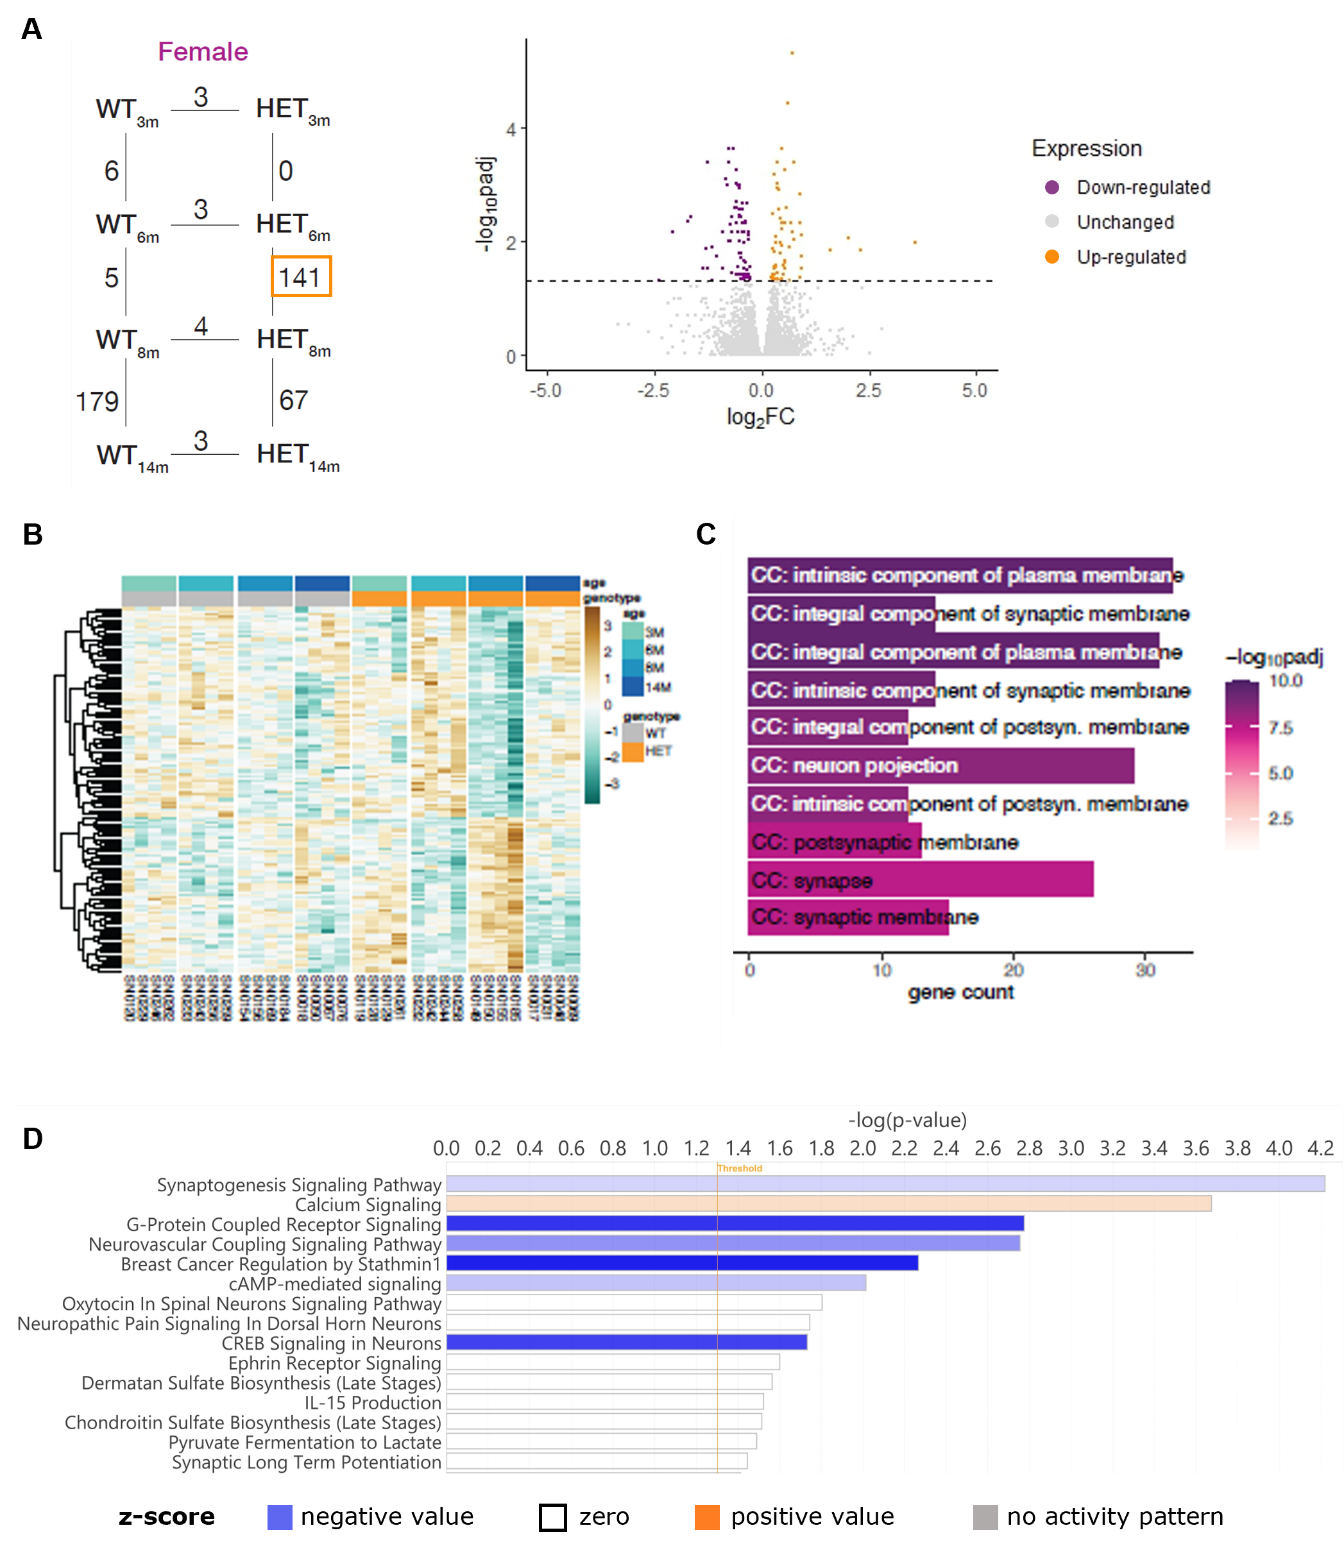 A
Female
WT3m
3
HET3m
6
0
WT6m
3
HET6m
5
141
WT8m
4
HET8m
179
67
WT14m
3
HET14m
-log10padj
4
2
0
-5.0
-2.5
0.0
2.5
5.0
log2FC
Expression
Down-regulated
Unchanged
Up-regulated
B
age
genotype
3
2
1
0
−1
−2
−3
age
3M
6M
8M
14M
genotype
WT
HET
C
CC: intrinsic component of plasma membrane
CC: integral component of synaptic membrane
CC: integral component of plasma membrane
CC: intrinsic component of synaptic membrane
CC: integral component of postsyn. membrane
CC: neuron projection
CC: intrinsic component of postsyn. membrane
CC: postsynaptic membrane
CC: synapse
CC: synaptic membrane
0
10
20
30
gene count
−log10padj
10.0
7.5
5.0
2.5
D
-log(p-value)
0.0 0.2 0.4 0.6 0.8 1.0 1.2 1.4 1.6 1.8 2.0 2.2 2.4 2.6 2.8 3.0 3.2 3.4 3.6 3.8 4.0 4.2
Threshold
Synaptogenesis Signaling Pathway
Calcium Signaling
G-Protein Coupled Receptor Signaling
Neurovascular Coupling Signaling Pathway
Breast Cancer Regulation by Stathmin1
cAMP-mediated signaling
Oxytocin In Spinal Neurons Signaling Pathway
Neuropathic Pain Signaling In Dorsal Horn Neurons
CREB Signaling in Neurons
Ephrin Receptor Signaling
Dermatan Sulfate Biosynthesis (Late Stages)
IL-15 Production
Chondroitin Sulfate Biosynthesis (Late Stages)
Pyruvate Fermentation to Lactate
Synaptic Long Term Potentiation
z-score
negative value
zero
positive value
no activity pattern